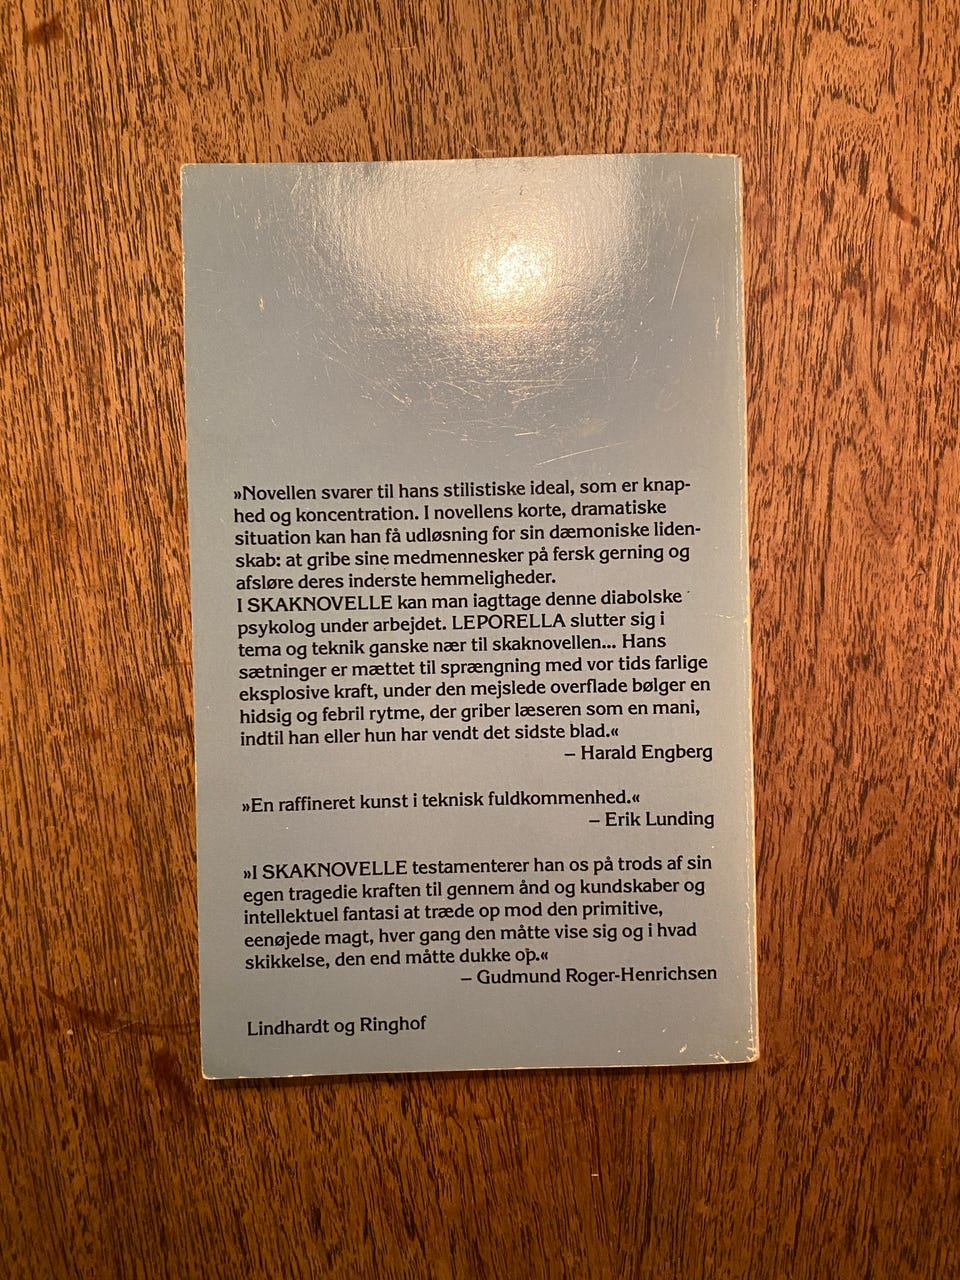 »Novellen svarer til hans stilistiske ideal, som er knap-
hed og koncentration. I novellens korte, dramatiske
situation kan han få udløsning for sin dæmoniske liden-
skab: at gribe sine medmennesker på fersk gerning og
afsløre deres inderste hemmeligheder.
I SKAKNOVELLE kan man iagttage denne diabolske
psykolog under arbejdet. LEPORELLA slutter sig i
tema og teknik ganske nær til skaknovellen... Hans
sætninger er mættet til sprængning med vor tids farlige
eksplosive kraft, under den mejslede overflade bølger en
hidsig og febril rytme, der griber læseren som en mani,
indtil han eller hun har vendt det sidste blad.«
– Harald Engberg
»En raffineret kunst i teknisk fuldkommenhed.«
– Erik Lunding
»I SKAKNOVELLE testamenterer han os på trods af sin
egen tragedie kraften til gennem ånd og kundskaber og
intellektuel fantasi at træde op mod den primitive,
eenøjede magt, hver gang den måtte vise sig og i hvad
skikkelse, den end måtte dukke op.«
– Gudmund Roger-Henrichsen
Lindhardt og Ringhof